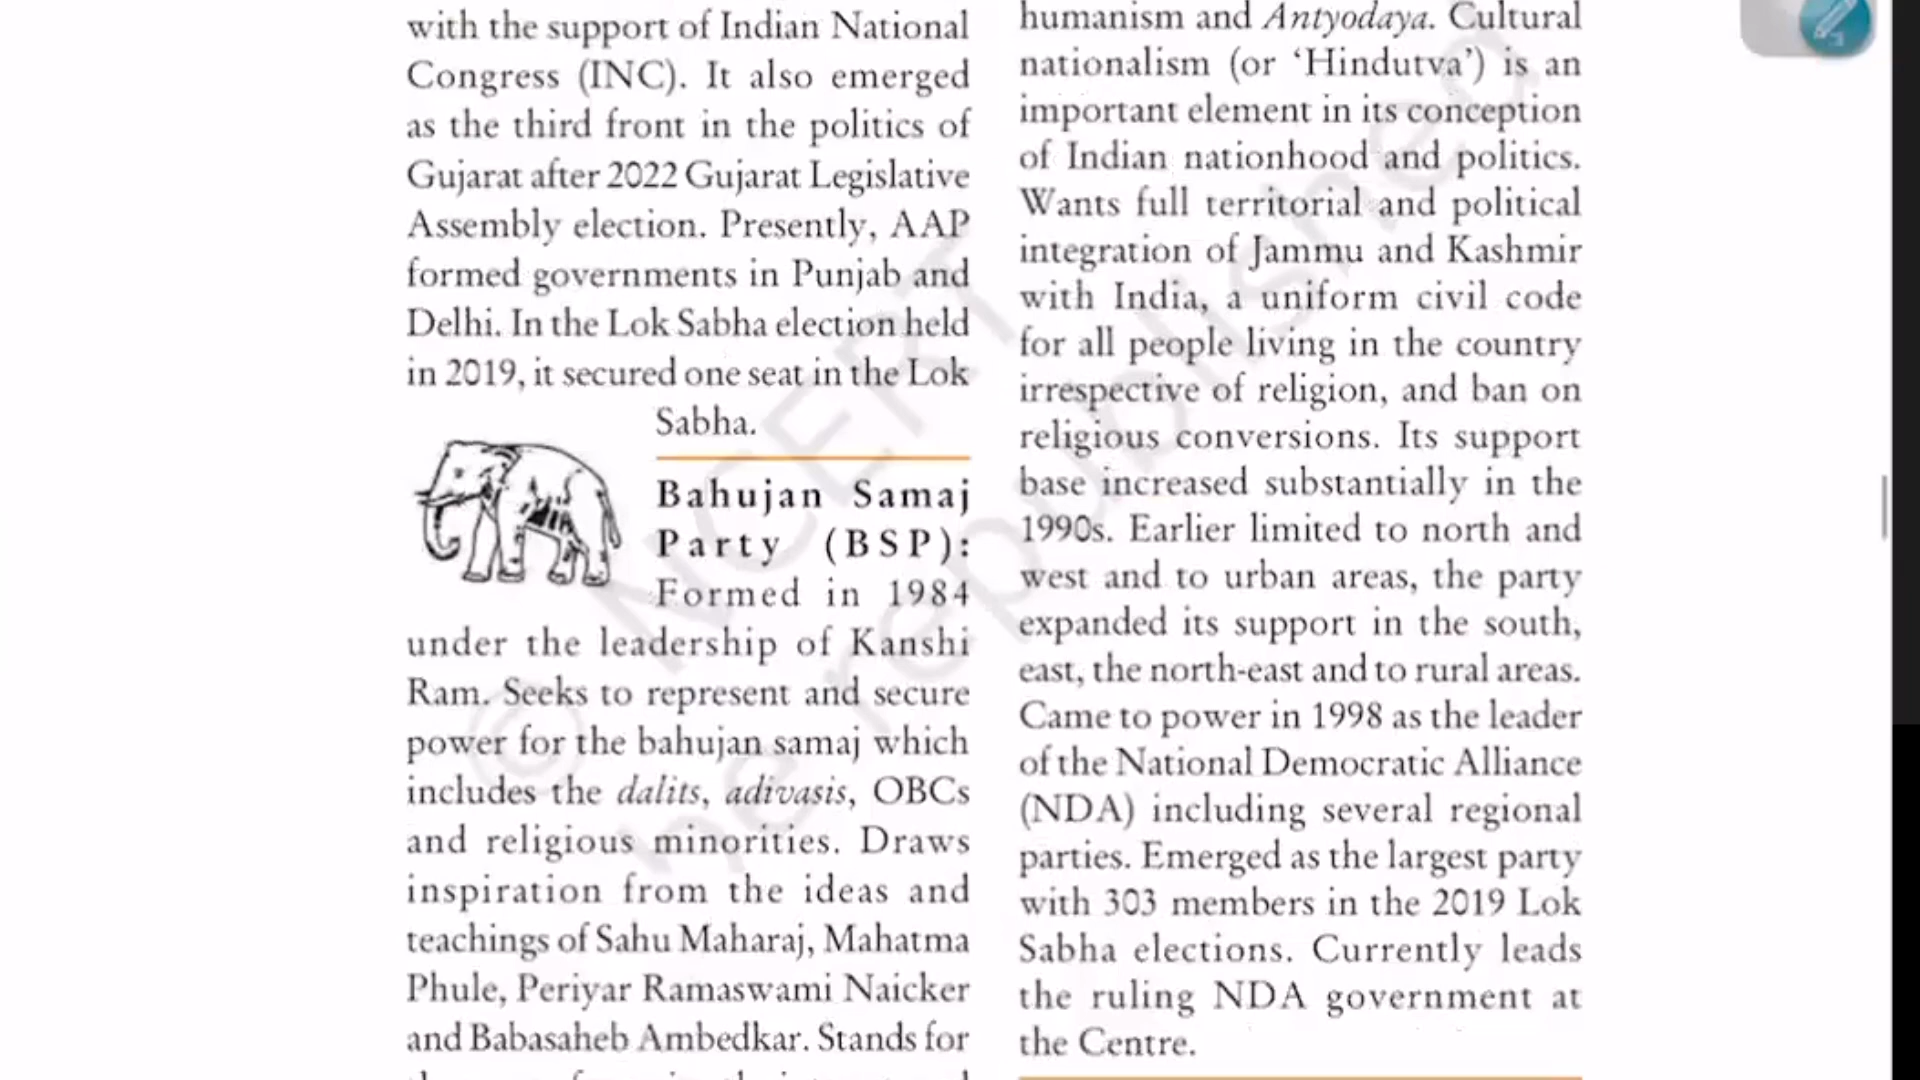 with the support of Indian National
Congress (INC). It also emerged
as the third front in the politics of
Gujarat after 2022 Gujarat Legislative
Assembly election. Presently, AAP
formed governments in Punjab and
Delhi. In the Lok Sabha election held
in 2019, it secured one seat in the Lok
Sabha.
Bahujan Samaj
Party (BSP):
Formed in 1984
under the leadership of Kanshi
Ram. Seeks to represent and secure
power for the bahujan samaj which
includes the dalits, adivasis, OBCs
and religious minorities. Draws
inspiration from the ideas and
teachings of Sahu Maharaj, Mahatma
Phule, Periyar Ramaswami Naicker
and Babasaheb Ambedkar. Stands for
humanism and Antyodaya. Cultural
nationalism (or ‘Hindutva’) is an
important element in its conception
of Indian nationhood and politics.
Wants full territorial and political
integration of Jammu and Kashmir
with India, a uniform civil code
for all people living in the country
irrespective of religion, and ban on
religious conversions. Its support
base increased substantially in the
1990s. Earlier limited to north and
west and to urban areas, the party
expanded its support in the south,
east, the north-east and to rural areas.
Came to power in 1998 as the leader
of the National Democratic Alliance
(NDA) including several regional
parties. Emerged as the largest party
with 303 members in the 2019 Lok
Sabha elections. Currently leads
the ruling NDA government at
the Centre.
© NCERT
be republished